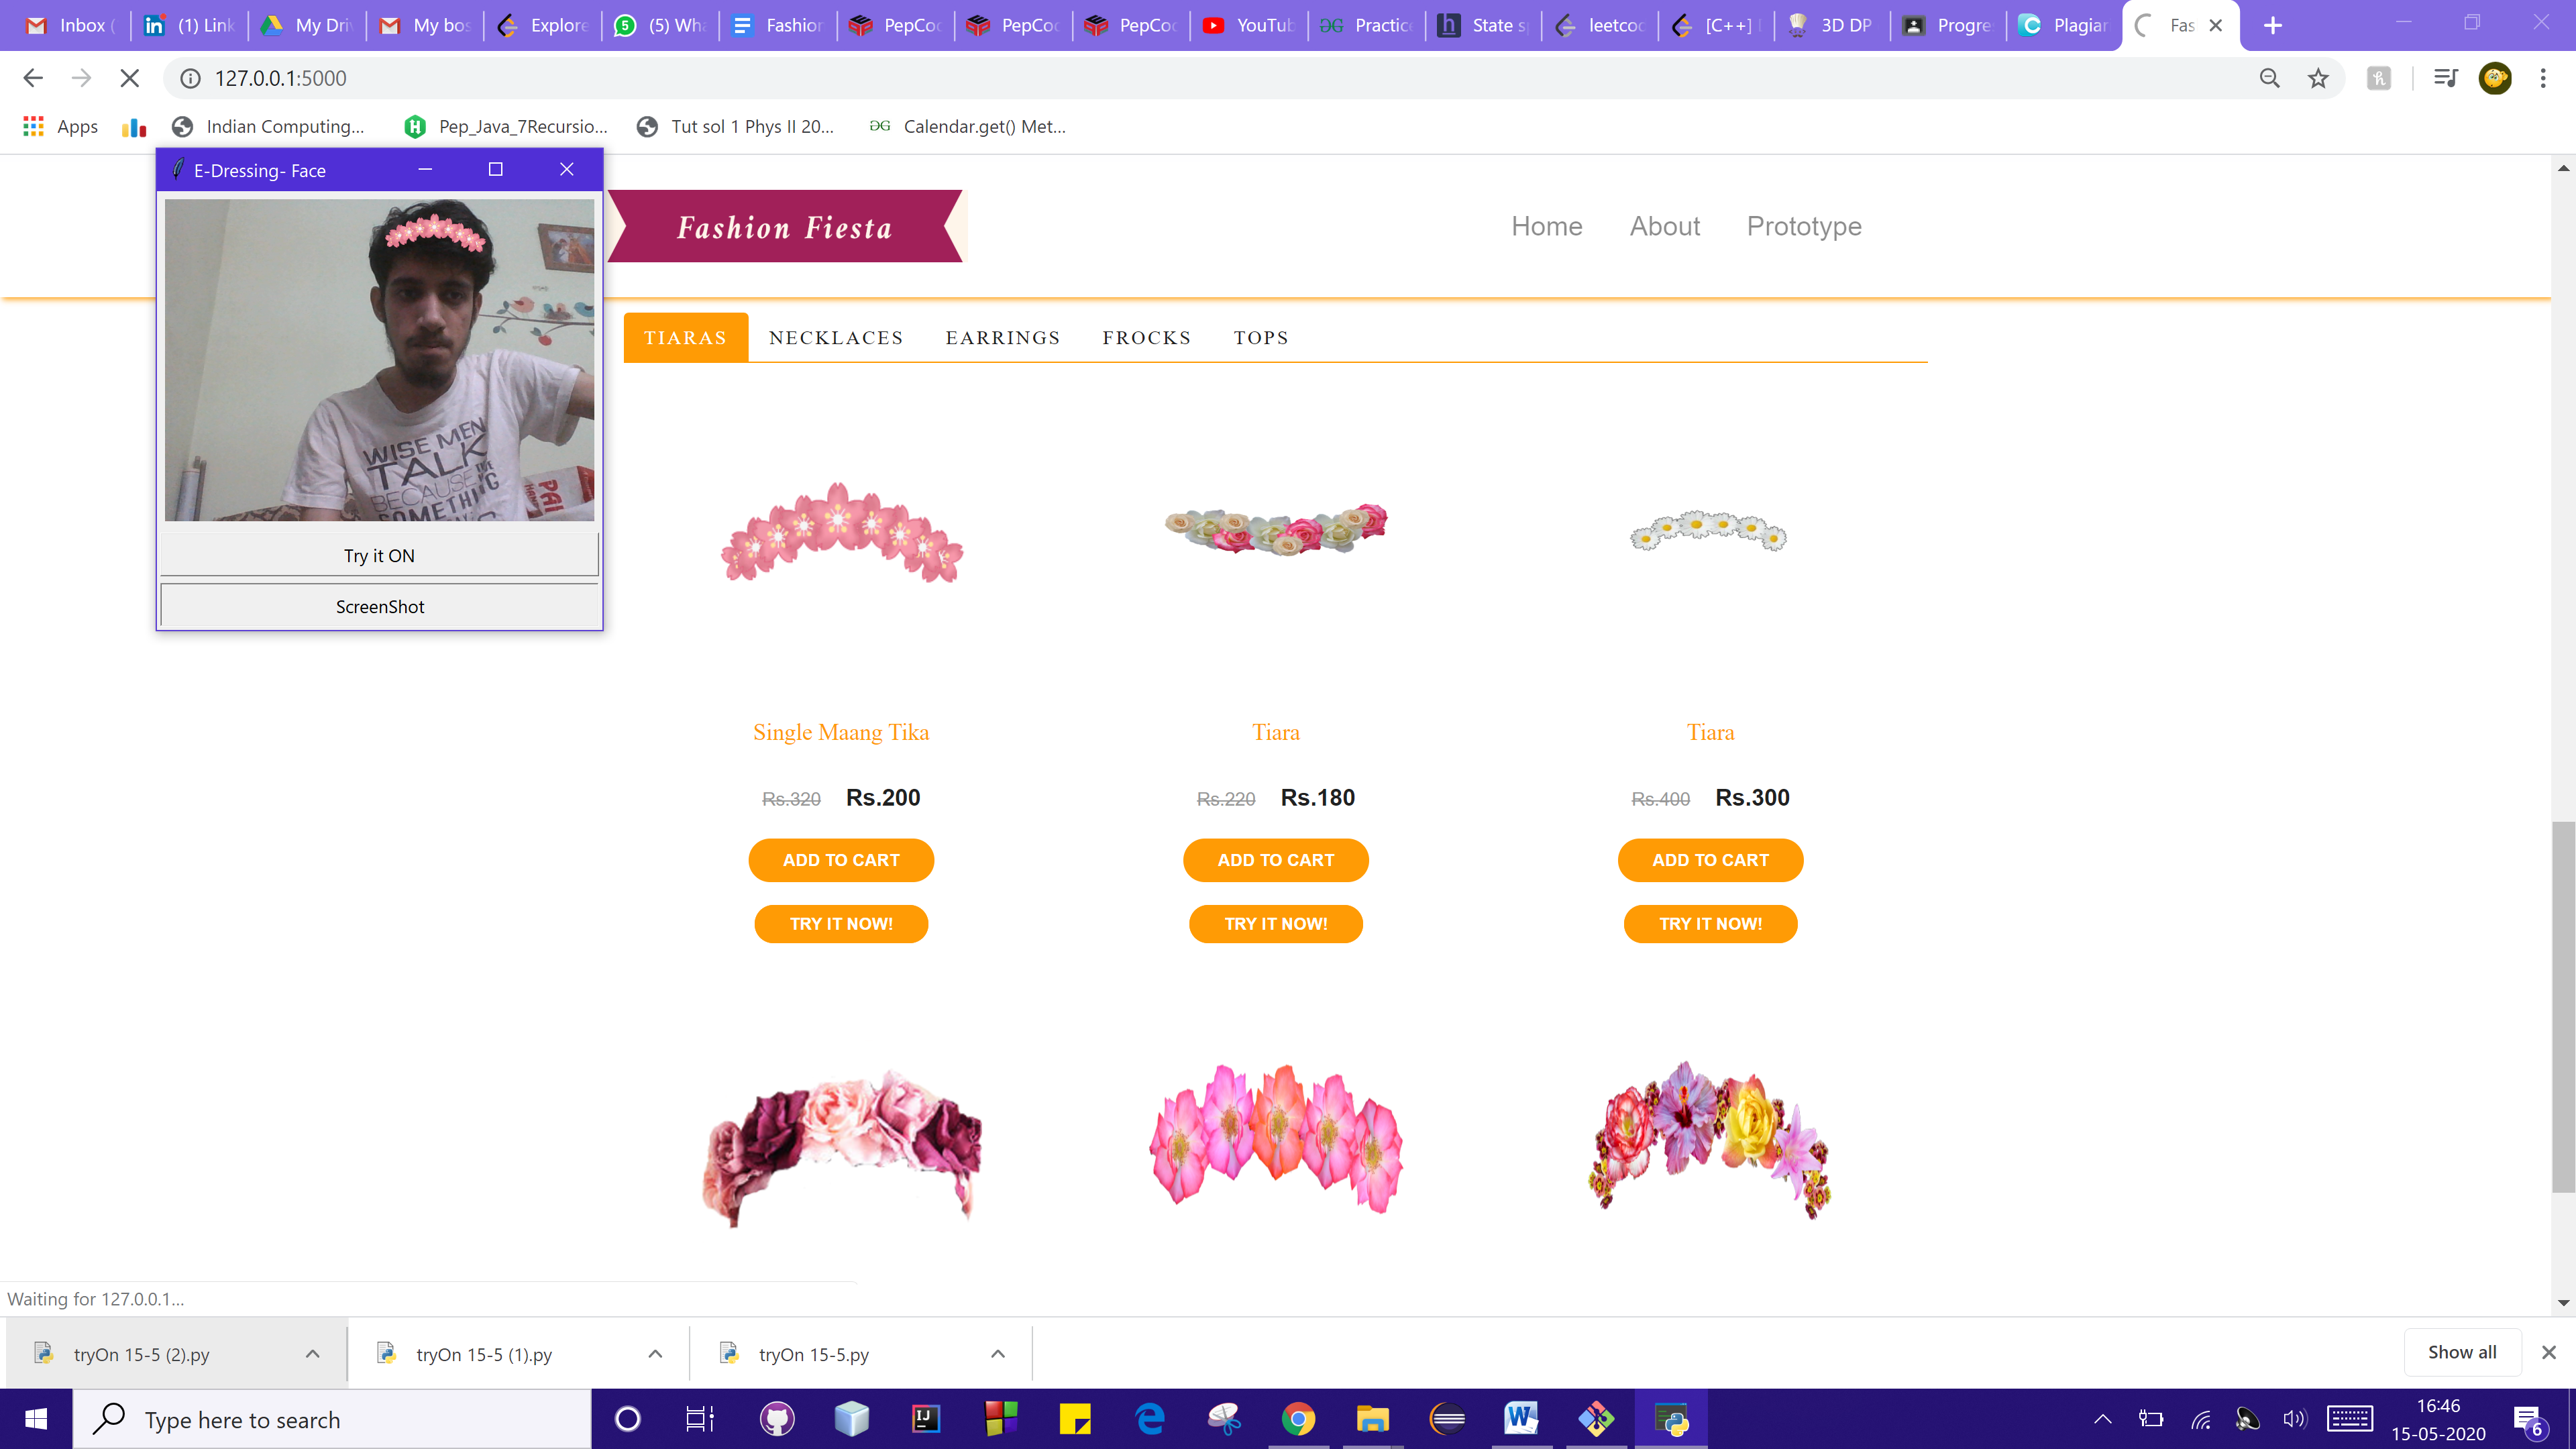 Inbox (
(1) Link
My Driv
My bos
Explore
(5) Wha
Fashion
PepCoc
PepCoc
PepCoc
YouTub
Practice
State s
leetcoc
[C++]
3D DP
Progre
Plagiar
Fas
127.0.0.1:5000
Apps
Indian Computing...
Pep_Java_7Recursio...
Tut sol 1 Phys II 20...
Calendar.get() Met...
E-Dressing- Face
WISE MEN
TALK
BECAUSE THE
SOMETHING
Try it ON
ScreenShot
Fashion Fiesta
Home About Prototype
TIARAS NECKLACES EARRINGS FROCKS TOPS
Single Maang Tika
Rs.320 Rs.200
ADD TO CART
TRY IT NOW!
Tiara
Rs.220 Rs.180
ADD TO CART
TRY IT NOW!
Tiara
Rs.400 Rs.300
ADD TO CART
TRY IT NOW!
Waiting for 127.0.0.1...
tryOn 15-5 (2).py
tryOn 15-5 (1).py
tryOn 15-5.py
Show all
Type here to search
16:46
15-05-2020
6